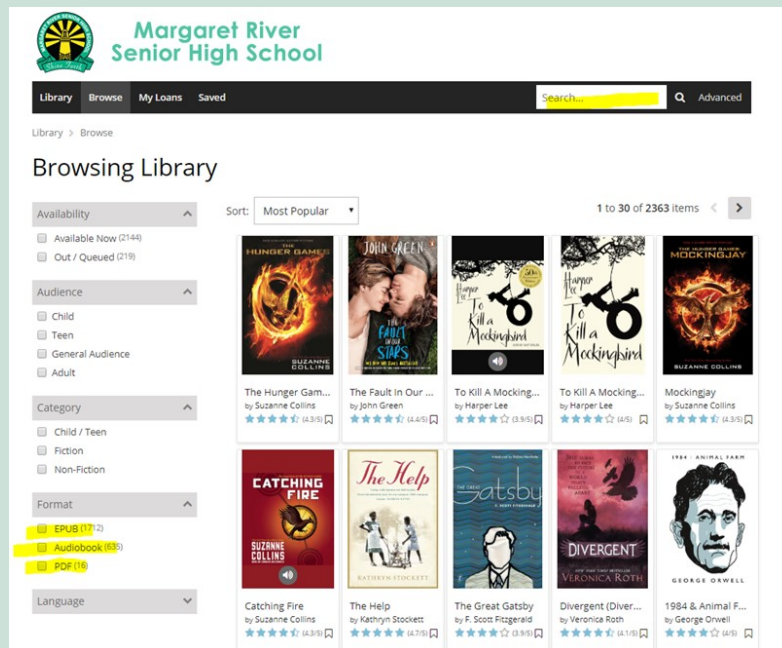 Margaret River
Senior High School
Library Browse My Loans Saved Search... Advanced
Library > Browse
Browsing Library
Availability
Available Now (2144)
Out / Queued (219)
Audience
Child
Teen
General Audience
Adult
Category
Child / Teen
Fiction
Non-Fiction
Format
EPUB (1712)
Audiobook (635)
PDF (16)
Language
Sort: Most Popular 1 to 30 of 2363 items
THE
HUNGER GAMES
SUZANNE
COLLINS
JOHN GREEN
THE
FAULT
IN OUR
STARS
Harper
Lee
To
Kill a
Mockingbird
Harper
Lee
To
Kill a
Mockingbird
MOCKINGJAY
SUZANNE COLLINS
The Hunger Gam...
by Suzanne Collins
(4.3/5)
The Fault In Our ...
by John Green
(4.4/5)
To Kill A Mocking...
by Harper Lee
(3.9/5)
To Kill A Mocking...
by Harper Lee
(4/5)
Mockingjay
by Suzanne Collins
(4.3/5)
CATCHING
FIRE
SUZANNE
COLLINS
The Help
KATHRYN STOCKETT
THE GREAT
Gatsby
F. SCOTT FITZGERALD
DIVERGENT
VERONICA ROTH
1984 & ANIMAL FARM
GEORGE ORWELL
Catching Fire
by Suzanne Collins
(4.3/5)
The Help
by Kathryn Stockett
(4.7/5)
The Great Gatsby
by F. Scott Fitzgerald
(3.9/5)
Divergent (Diver...
by Veronica Roth
(4.1/5)
1984 & Animal F...
by George Orwell
(4/5)